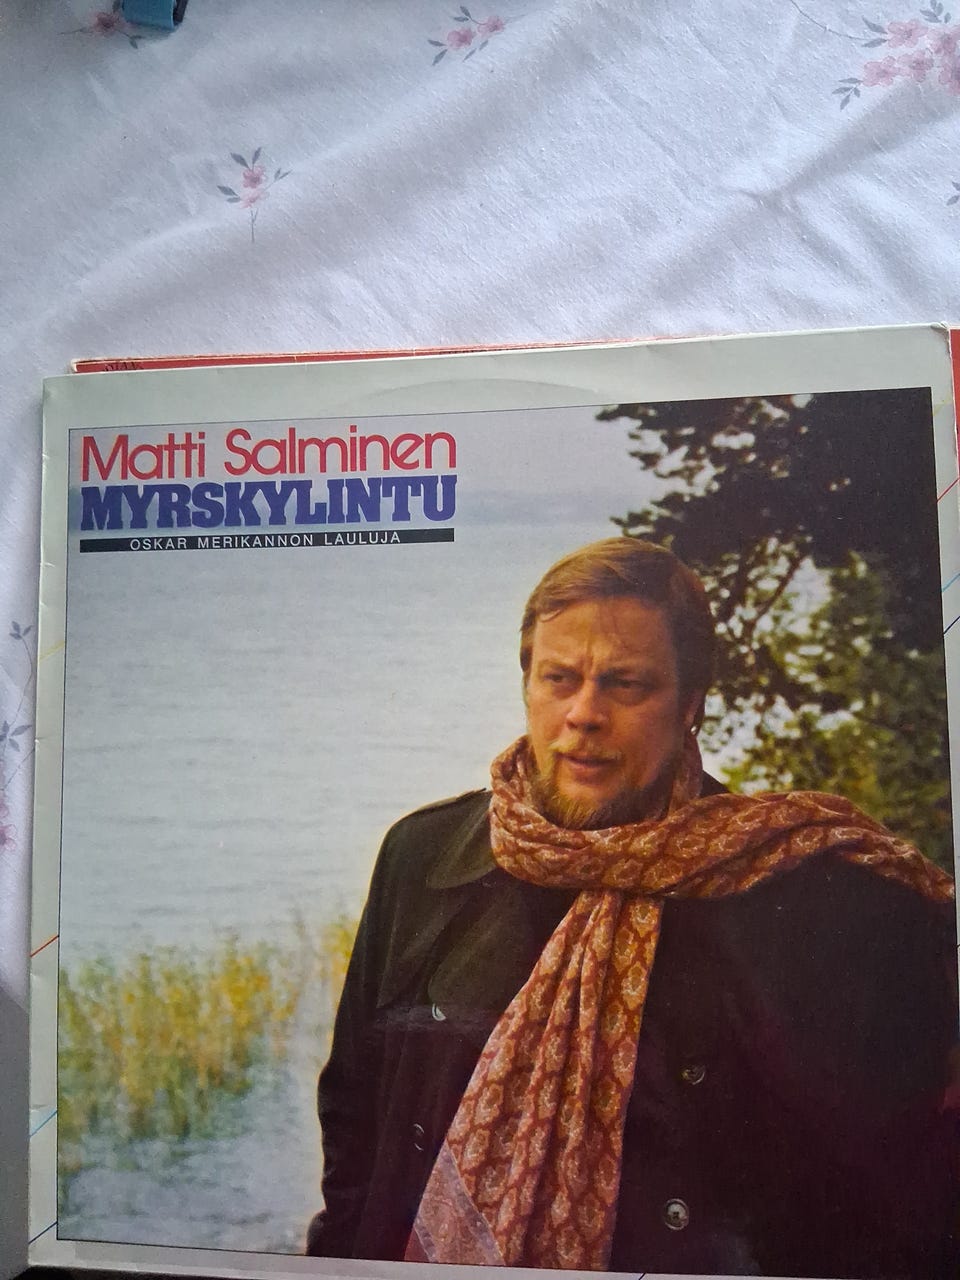 Matti Salminen
MYRSKYLINTU
OSKAR MERIKANNON LAULUJA